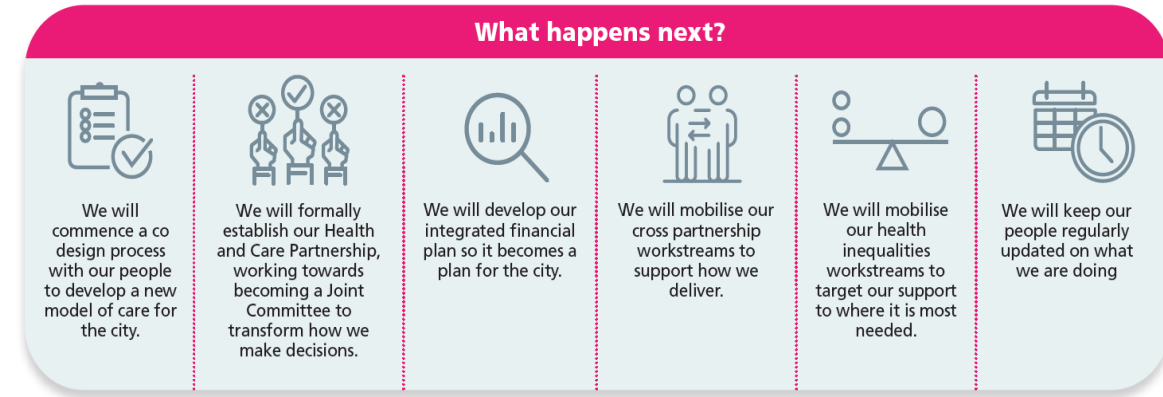 What happens next?
We will
commence a co
design process
with our people
to develop a new
model of care for
the city.
We will formally
establish our Health
and Care Partnership,
working towards
becoming a Joint
Committee to
transform how we
make decisions.
We will develop our
integrated financial
plan so it becomes a
plan for the city.
We will mobilise our
cross partnership
workstreams to
support how we
deliver.
We will mobilise
our health
inequalities
workstreams to
target our support
to where it is most
needed.
We will keep our
people regularly
updated on what
we are doing